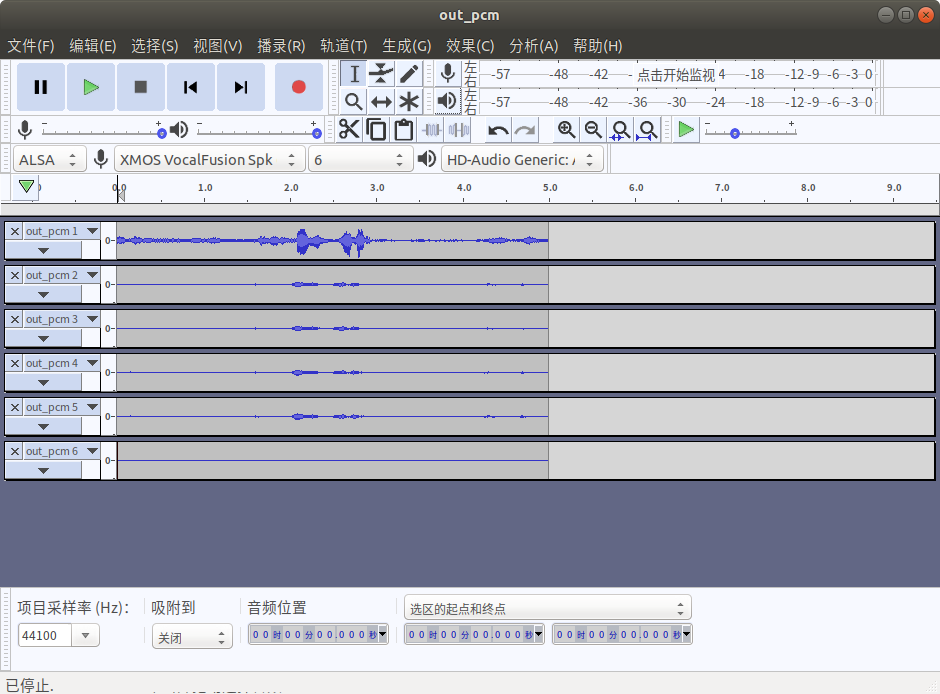 out_pcm
文件(F) 编辑(E) 选择(S) 视图(V) 播录(R) 轨道(T) 生成(G) 效果(C) 分析(A) 帮助(H)
左 右 -57 -48 -42 - 点击开始监视 4 -18 -12 -9 -6 -3 0
左 右 -57 -48 -42 -36 -30 -24 -18 -12 -9 -6 -3 0
ALSA XMOS VocalFusion Spk 6 HD-Audio Generic:
0.0 1.0 2.0 3.0 4.0 5.0 6.0 7.0 8.0 9.0
out_pcm 1 0-
out_pcm 2 0-
out_pcm 3 0-
out_pcm 4 0-
out_pcm 5 0-
out_pcm 6 0-
项目采样率 (Hz): 吸附到 音频位置 选区的起点和终点
44100 关闭 00时00分00.000秒 00时00分00.000秒 00时00分00.000秒
已停止.